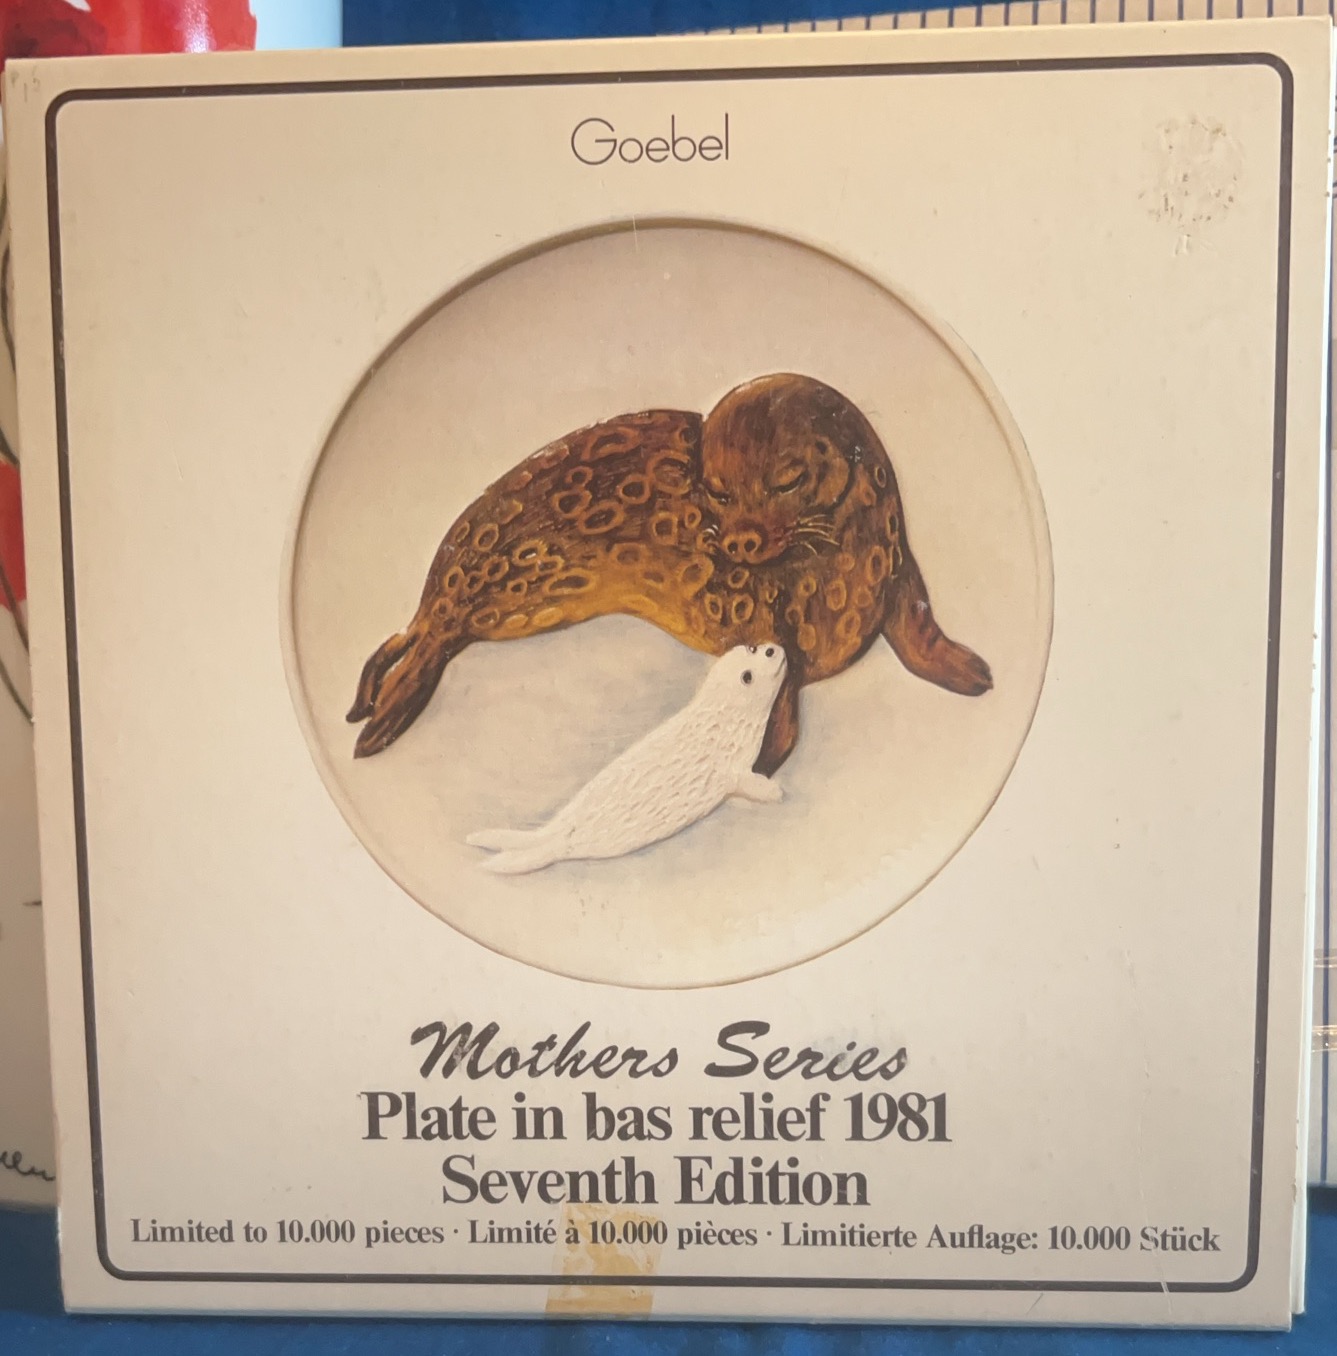 Goebel
Mothers Series
Plate in bas relief 1981
Seventh Edition
Limited to 10.000 pieces · Limité à 10.000 pièces · Limitierte Auflage: 10.000 Stück